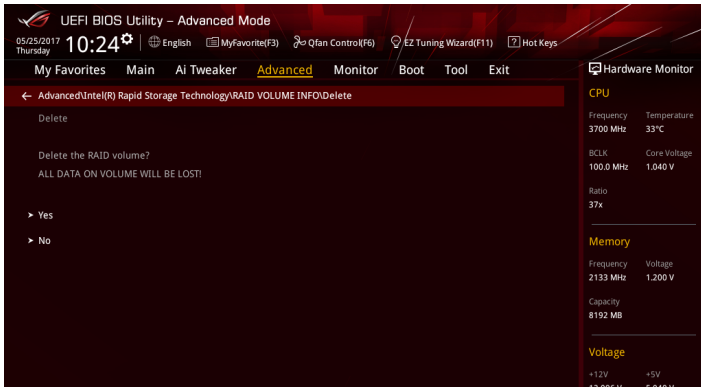 UEFI BIOS Utility – Advanced Mode
05/25/2017 Thursday 10:24 English MyFavorite(F3) Qfan Control(F6) EZ Tuning Wizard(F11) ? Hot Keys
My Favorites Main Ai Tweaker Advanced Monitor Boot Tool Exit
Hardware Monitor
← Advanced\Intel(R) Rapid Storage Technology\RAID VOLUME INFO\Delete
Delete
Delete the RAID volume?
ALL DATA ON VOLUME WILL BE LOST!
> Yes
> No
CPU
Frequency Temperature
3700 MHz 33°C
BCLK Core Voltage
100.0 MHz 1.040 V
Ratio
37x
Memory
Frequency Voltage
2133 MHz 1.200 V
Capacity
8192 MB
Voltage
+12V +5V